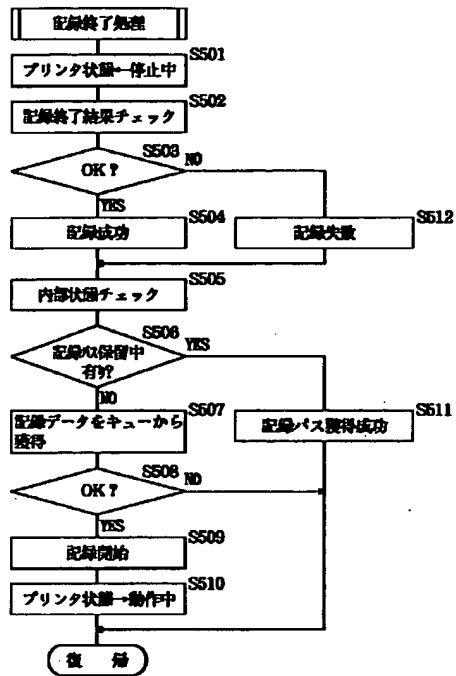 記録終了処理
S501
プリンタ状態←停止中
S502
記録終了結果チェック
S503
OK?
NO
YES
S504
記録成功
S512
記録失敗
S505
内部状態チェック
S506
記録パス保留中
有り?
YES
NO
S507
記録データをキューから
獲得
S511
記録パス獲得成功
S508
OK?
NO
YES
S509
記録開始
S510
プリンタ状態←動作中
復 帰